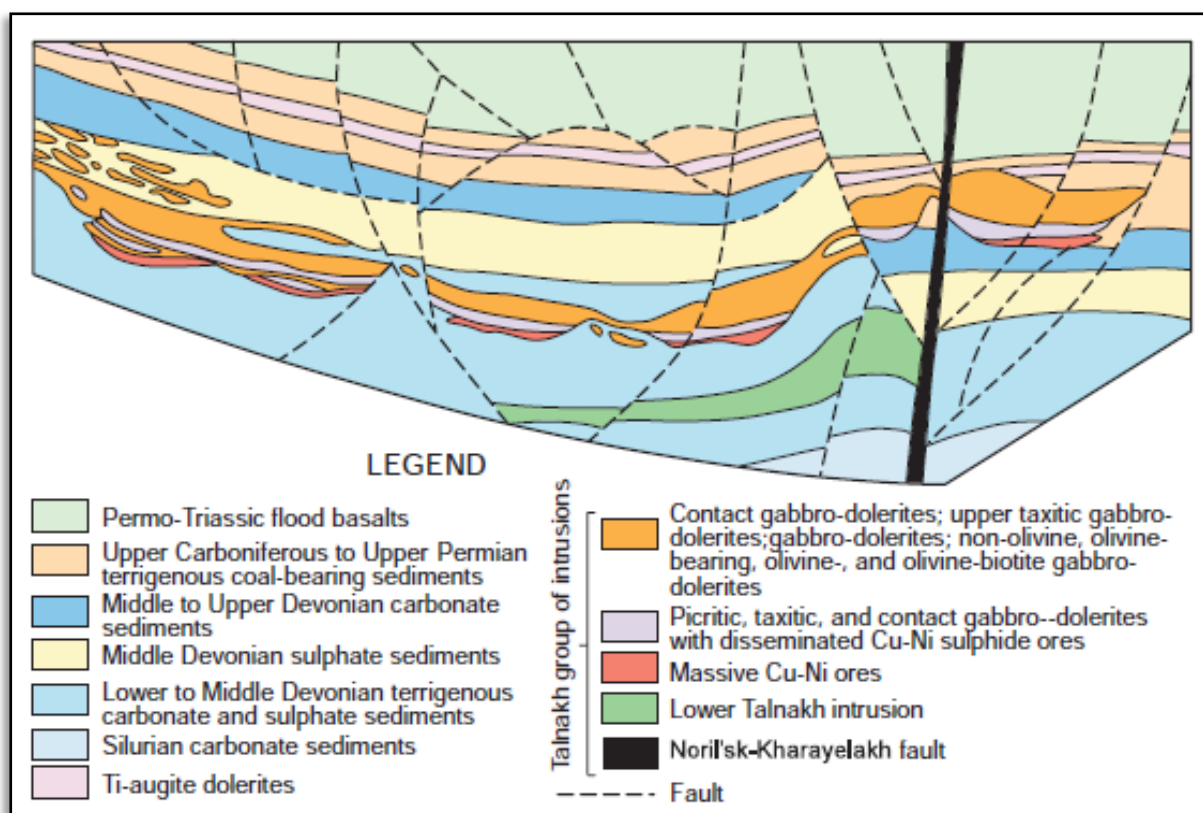 LEGEND
Permo-Triassic flood basalts
Upper Carboniferous to Upper Permian
terrigenous coal-bearing sediments
Middle to Upper Devonian carbonate
sediments
Middle Devonian sulphate sediments
Lower to Middle Devonian terrigenous
carbonate and sulphate sediments
Silurian carbonate sediments
Ti-augite dolerites
Talnakh group of intrusions
Contact gabbro-dolerites; upper taxitic gabbro-
dolerites;gabbro-dolerites; non-olivine, olivine-
bearing, olivine-, and olivine-biotite gabbro-
dolerites
Picritic, taxitic, and contact gabbro--dolerites
with disseminated Cu-Ni sulphide ores
Massive Cu-Ni ores
Lower Talnakh intrusion
Noril'sk-Kharayelakh fault
Fault